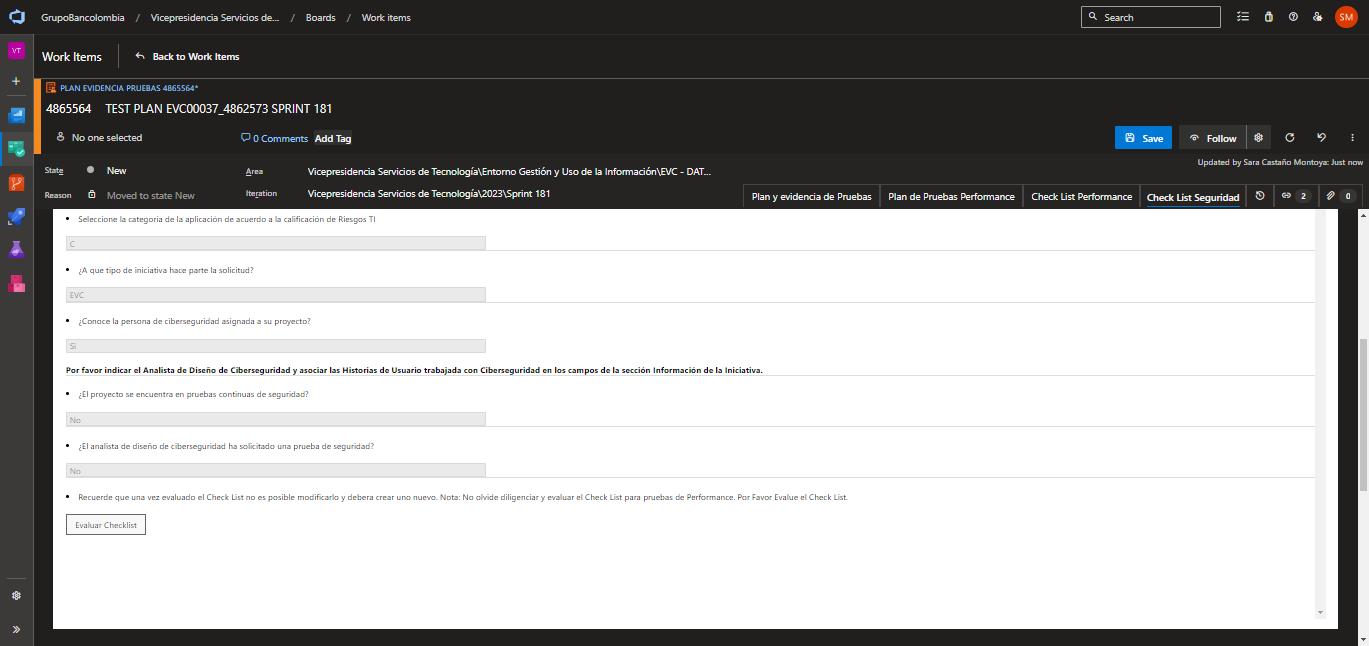 GrupoBancolombia / Vicepresidencia Servicios de... / Boards / Work items
Search
SM
VT
Work Items
Back to Work Items
PLAN EVIDENCIA PRUEBAS 4865564*
4865564 TEST PLAN EVC00037_4862573 SPRINT 181
No one selected
0 Comments
Add Tag
Save
Follow
Updated by Sara Castaño Montoya: Just now
State New
Area Vicepresidencia Servicios de Tecnología\Entorno Gestión y Uso de la Información\EVC - DAT...
Reason Moved to state New
Iteration Vicepresidencia Servicios de Tecnología\2023\Sprint 181
Plan y evidencia de Pruebas
Plan de Pruebas Performance
Check List Performance
Check List Seguridad
2
0
• Seleccione la categoría de la aplicación de acuerdo a la calificación de Riesgos TI
C
• ¿A que tipo de iniciativa hace parte la solicitud?
EVC
• ¿Conoce la persona de ciberseguridad asignada a su proyecto?
Si
Por favor indicar el Analista de Diseño de Ciberseguridad y asociar las Historias de Usuario trabajada con Ciberseguridad en los campos de la sección Información de la Iniciativa.
• ¿El proyecto se encuentra en pruebas continuas de seguridad?
No
• ¿El analista de diseño de ciberseguridad ha solicitado una prueba de seguridad?
No
• Recuerde que una vez evaluado el Check List no es posible modificarlo y debera crear uno nuevo. Nota: No olvide diligenciar y evaluar el Check List para pruebas de Performance. Por Favor Evalue el Check List.
Evaluar Checklist